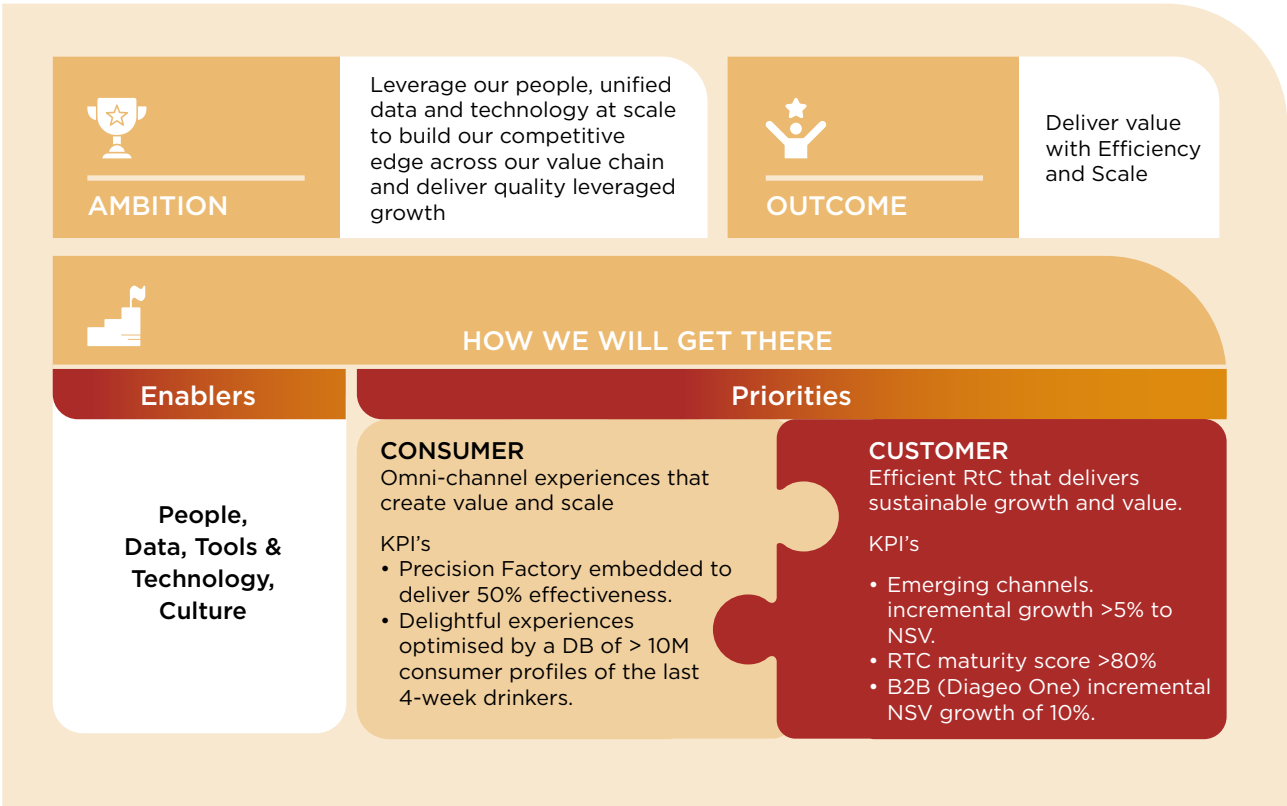 AMBITION
Leverage our people, unified
data and technology at scale
to build our competitive
edge across our value chain
and deliver quality leveraged
growth
OUTCOME
Deliver value
with Efficiency
and Scale
HOW WE WILL GET THERE
Enablers
Priorities
People,
Data, Tools &
Technology,
Culture
CONSUMER
Omni-channel experiences that
create value and scale
KPI's
• Precision Factory embedded to
deliver 50% effectiveness.
• Delightful experiences
optimised by a DB of > 10M
consumer profiles of the last
4-week drinkers.
CUSTOMER
Efficient RtC that delivers
sustainable growth and value.
KPI's
• Emerging channels.
incremental growth >5% to
NSV.
• RTC maturity score >80%
• B2B (Diageo One) incremental
NSV growth of 10%.